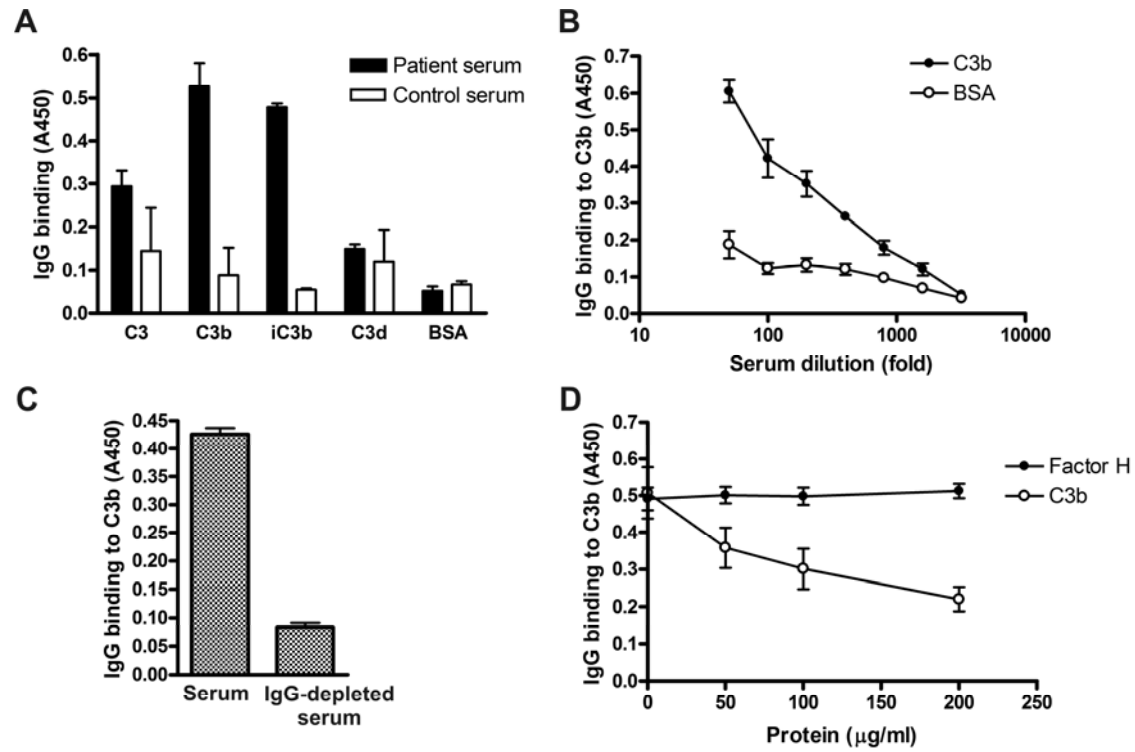 A
IgG binding (A450)
0.6
0.5
0.4
0.3
0.2
0.1
0.0
Patient serum
Control serum
C3 C3b iC3b C3d BSA
B
IgG binding to C3b (A450)
0.7
0.6
0.5
0.4
0.3
0.2
0.1
0.0
C3b
BSA
10 100 1000 10000
Serum dilution (fold)
C
IgG binding to C3b (A450)
0.45
0.40
0.35
0.30
0.25
0.20
0.15
0.10
0.05
0.00
Serum IgG-depleted
serum
D
IgG binding to C3b (A450)
0.7
0.6
0.5
0.4
0.3
0.2
0.1
0.0
Factor H
C3b
0 50 100 150 200 250
Protein (μg/ml)